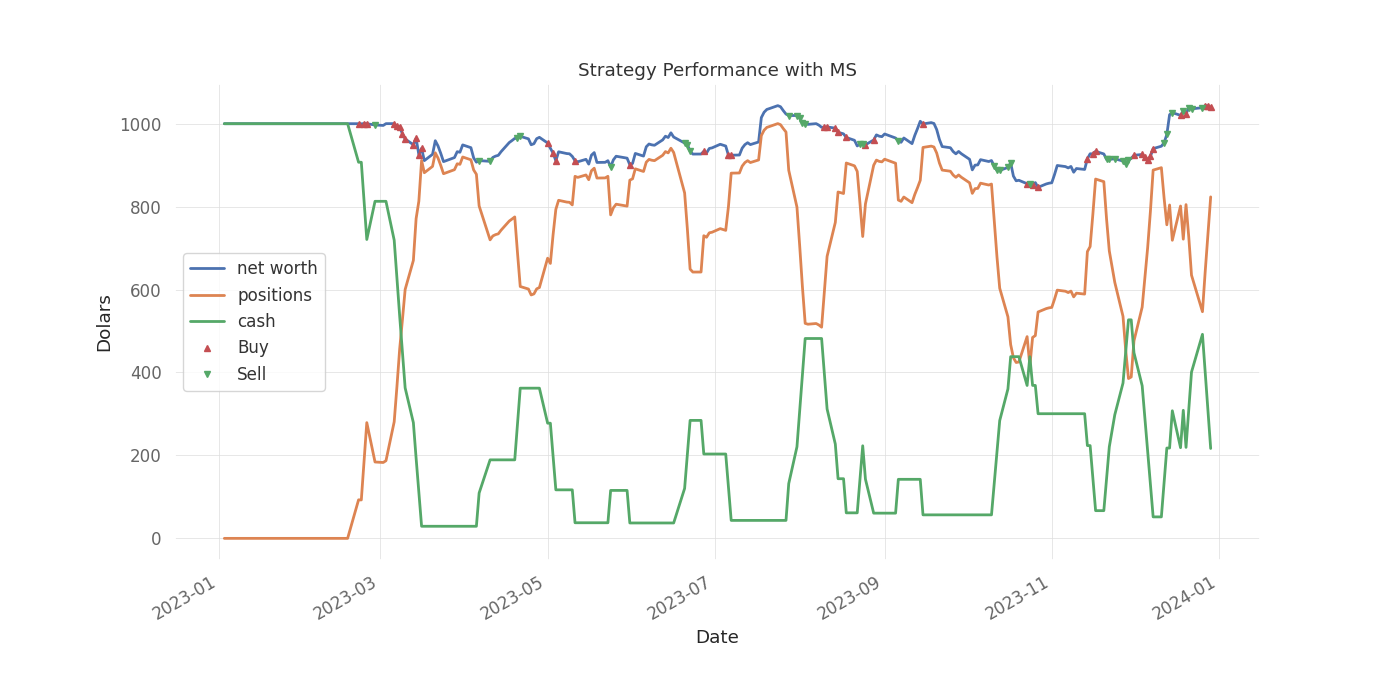 Strategy Performance with MS
1000
800
600
400
200
0
Dolars
net worth
positions
cash
Buy
Sell
2023-01
2023-03
2023-05
2023-07
2023-09
2023-11
2024-01
Date